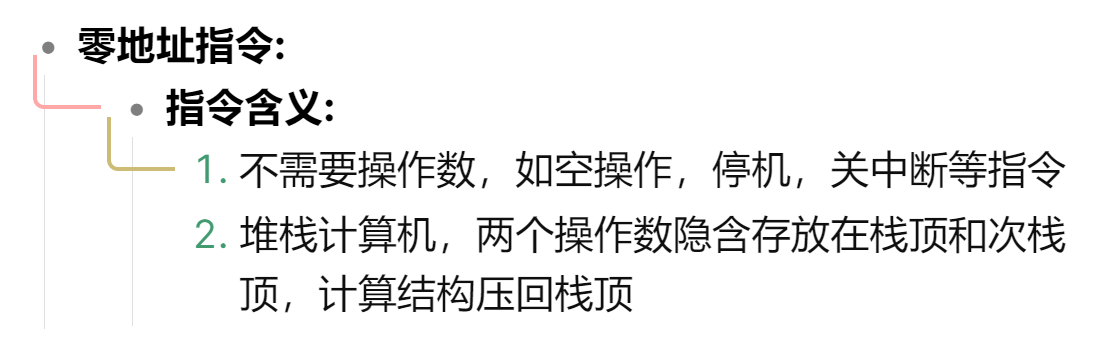 零地址指令:
指令含义:
1. 不需要操作数，如空操作，停机，关中断等指令
2. 堆栈计算机，两个操作数隐含存放在栈顶和次栈
顶，计算结构压回栈顶